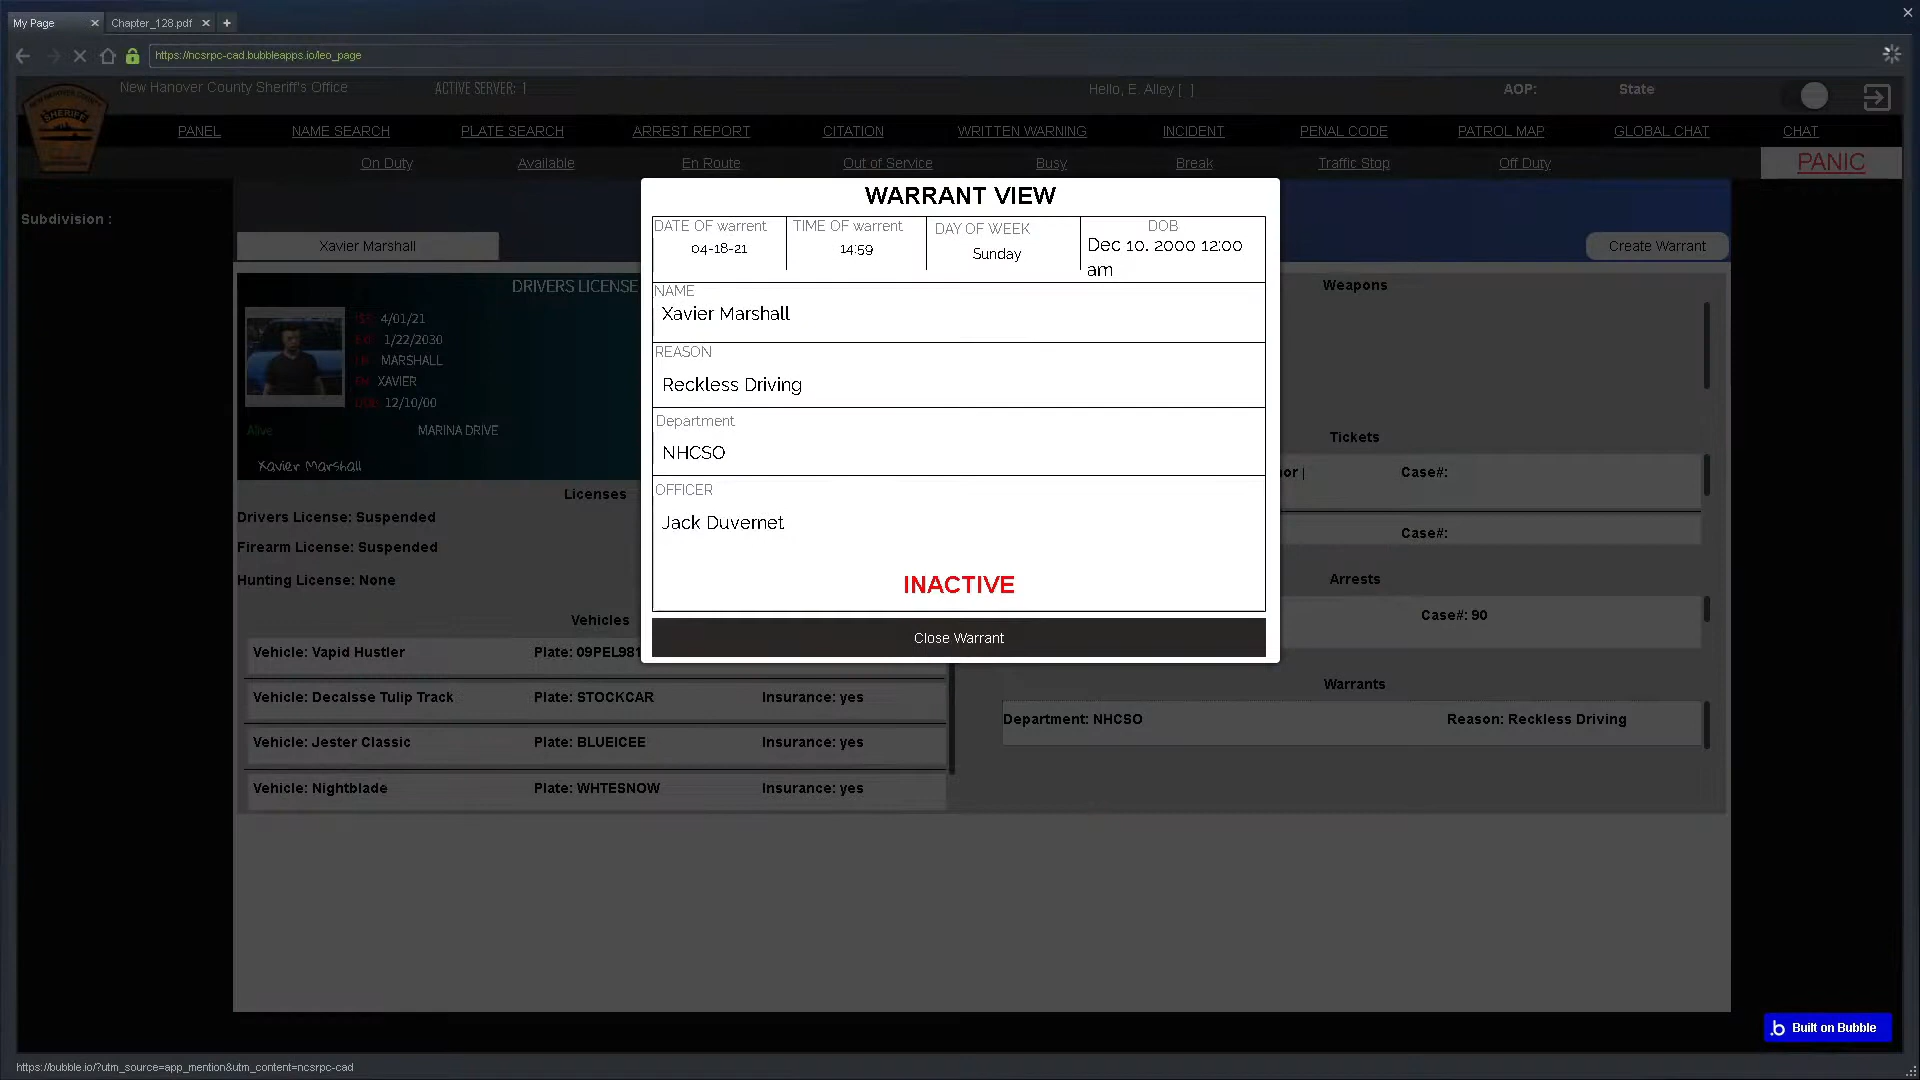 My Page
Chapter_128.pdf
https://ncsrpc-cad.bubbleapps.io/leo_page
New Hanover County Sheriff's Office
ACTIVE SERVER: 1
Hello, E. Alley [ ]
AOP:
State
SHERIFF
PANEL
NAME SEARCH
PLATE SEARCH
ARREST REPORT
CITATION
WRITTEN WARNING
INCIDENT
PENAL CODE
PATROL MAP
GLOBAL CHAT
CHAT
On Duty
Available
En Route
Out of Service
Busy
Break
Traffic Stop
Off Duty
PANIC
Subdivision :
Xavier Marshall
Create Warrant
WARRANT VIEW
DATE OF warrent
04-18-21
TIME OF warrent
14:59
DAY OF WEEK
Sunday
DOB
Dec 10. 2000 12:00
am
NAME
Xavier Marshall
REASON
Reckless Driving
Department
NHCSO
OFFICER
Jack Duvernet
INACTIVE
Close Warrant
DRIVERS LICENSE
4/01/21
1/22/2030
MARSHALL
XAVIER
12/10/00
Alive
MARINA DRIVE
Xavier Marshall
Licenses
Drivers License: Suspended
Firearm License: Suspended
Hunting License: None
Vehicles
Vehicle: Vapid Hustler
Plate: 09PEL981
Vehicle: Decalsse Tulip Track
Plate: STOCKCAR
Insurance: yes
Vehicle: Jester Classic
Plate: BLUEICEE
Insurance: yes
Vehicle: Nightblade
Plate: WHTESNOW
Insurance: yes
Weapons
Tickets
or |
Case#:
Case#:
Arrests
Case#: 90
Warrants
Department: NHCSO
Reason: Reckless Driving
.b Built on Bubble
https://bubble.io/?utm_source=app_mention&utm_content=ncsrpc-cad